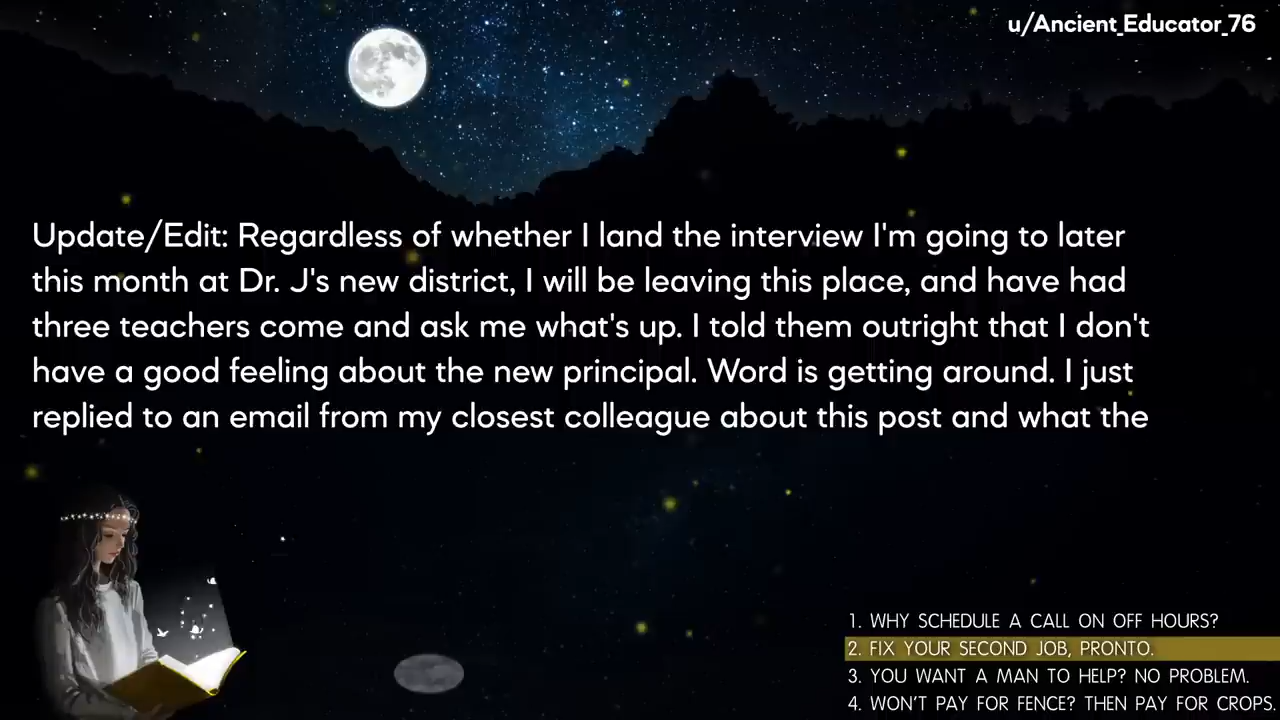 u/Ancient_Educator_76
Update/Edit: Regardless of whether I land the interview I'm going to later
this month at Dr. J's new district, I will be leaving this place, and have had
three teachers come and ask me what's up. I told them outright that I don't
have a good feeling about the new principal. Word is getting around. I just
replied to an email from my closest colleague about this post and what the
1. WHY SCHEDULE A CALL ON OFF HOURS?
2. FIX YOUR SECOND JOB, PRONTO.
3. YOU WANT A MAN TO HELP? NO PROBLEM.
4. WON'T PAY FOR FENCE? THEN PAY FOR CROPS.